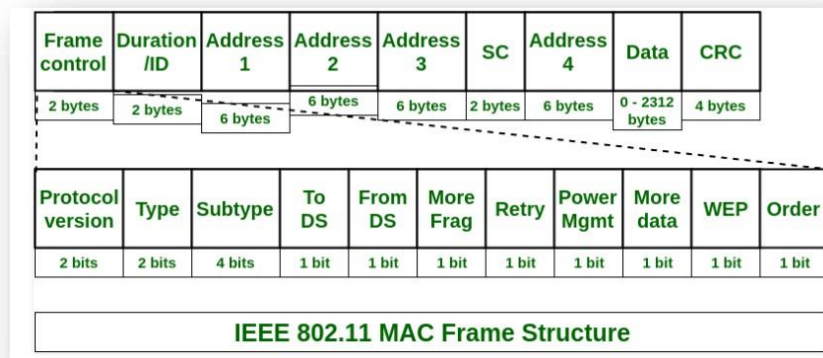 Frame control
Duration /ID
Address 1
Address 2
Address 3
SC
Address 4
Data
CRC
2 bytes
2 bytes
6 bytes
6 bytes
6 bytes
2 bytes
6 bytes
0 - 2312 bytes
4 bytes
Protocol version
Type
Subtype
To DS
From DS
More Frag
Retry
Power Mgmt
More data
WEP
Order
2 bits
2 bits
4 bits
1 bit
1 bit
1 bit
1 bit
1 bit
1 bit
1 bit
1 bit
IEEE 802.11 MAC Frame Structure